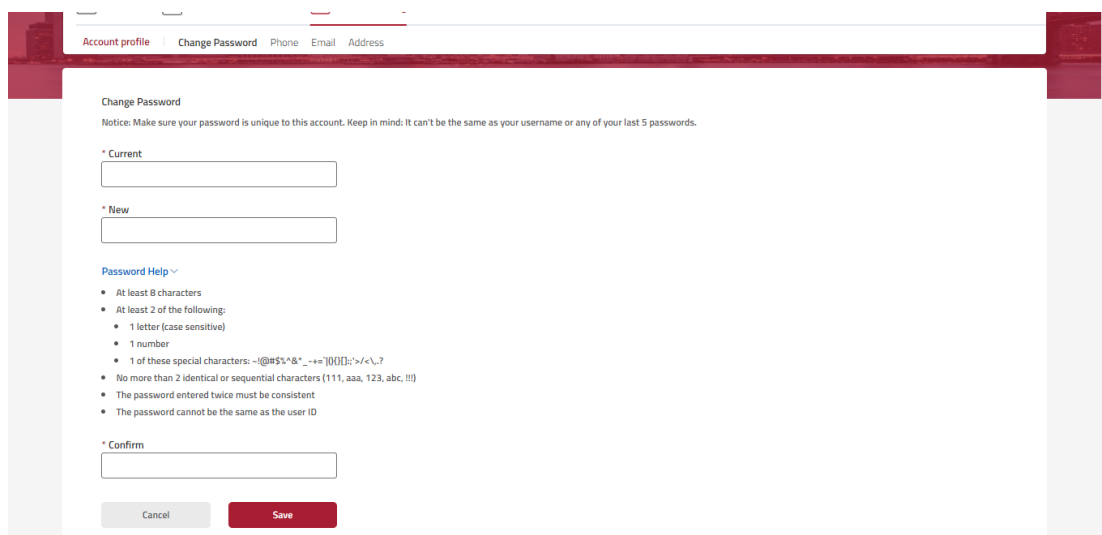 Account profile Change Password Phone Email Address
Change Password
Notice: Make sure your password is unique to this account. Keep in mind: It can't be the same as your username or any of your last 5 passwords.
* Current
* New
Password Help
At least 8 characters
At least 2 of the following:
1 letter (case sensitive)
1 number
1 of these special characters: ~!@#$%^&*_-+=`|(){}[]:;'>/<\,.?
No more than 2 identical or sequential characters (111, aaa, 123, abc, !!!)
The password entered twice must be consistent
The password cannot be the same as the user ID
* Confirm
Cancel Save